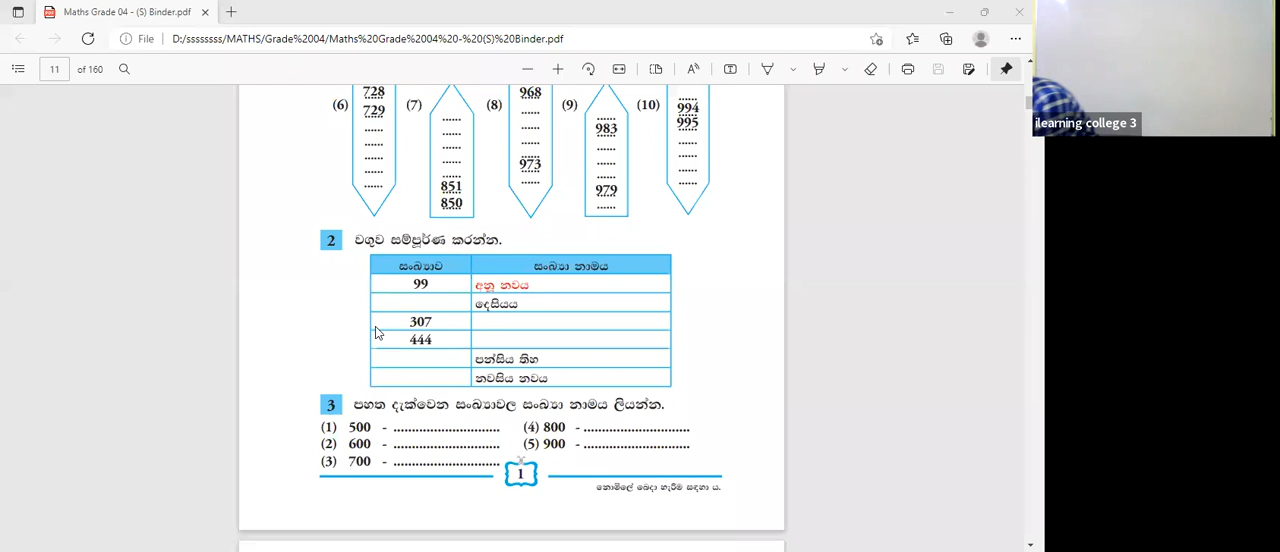 Maths Grade 04 - (S) Binder.pdf
File D:/ssssssss/MATHS/Grade%2004/Maths%20Grade%2004%20-%20(S)%20Binder.pdf
11 of 160
ilearning college 3
(6) 728 729
(7) 851 850
(8) 968 973
(9) 983 979
(10) 994 995
2 වගුව සම්පූර්ණ කරන්න.
සංඛ්‍යාව සංඛ්‍යා නාමය
99 අනූ නවය
දෙසියය
307
444
පන්සිය තිහ
නවසිය නවය
3 පහත දැක්වෙන සංඛ්‍යාවල සංඛ්‍යා නාමය ලියන්න.
(1) 500 - ............................ (4) 800 - ............................
(2) 600 - ............................ (5) 900 - ............................
(3) 700 - ............................
1
නොමිලේ බෙදා හැරීම සඳහා ය.